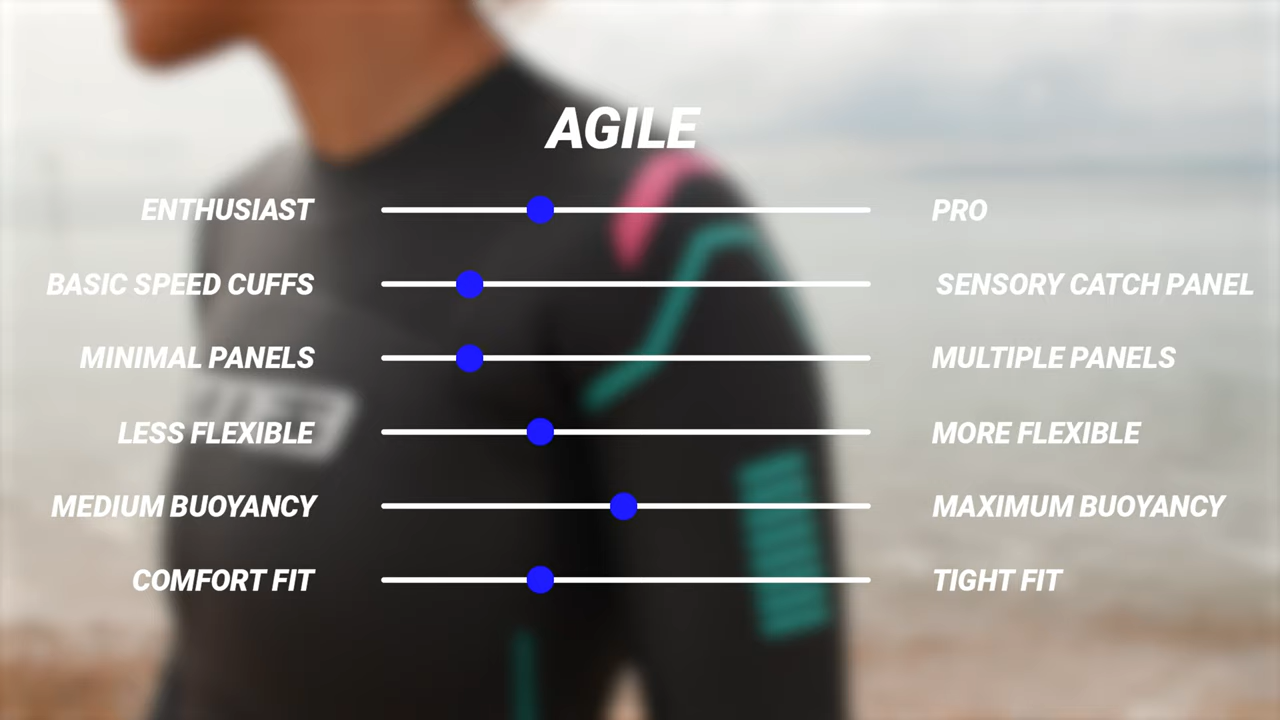 AGILE
ENTHUSIAST PRO
BASIC SPEED CUFFS SENSORY CATCH PANEL
MINIMAL PANELS MULTIPLE PANELS
LESS FLEXIBLE MORE FLEXIBLE
MEDIUM BUOYANCY MAXIMUM BUOYANCY
COMFORT FIT TIGHT FIT